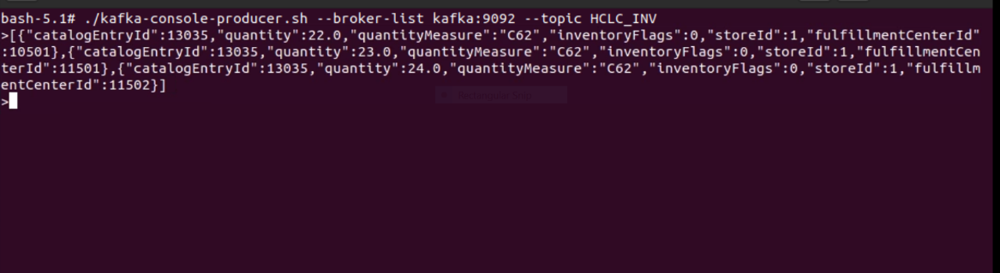 bash-5.1# ./kafka-console-producer.sh --broker-list kafka:9092 --topic HCLC_INV
>[{"catalogEntryId":13035,"quantity":22.0,"quantityMeasure":"C62","inventoryFlags":0,"storeId":1,"fulfillmentCenterId"
:10501},{"catalogEntryId":13035,"quantity":23.0,"quantityMeasure":"C62","inventoryFlags":0,"storeId":1,"fulfillmentCen
terId":11501},{"catalogEntryId":13035,"quantity":24.0,"quantityMeasure":"C62","inventoryFlags":0,"storeId":1,"fulfillm
entCenterId":11502}]
>
Rectangular Snip